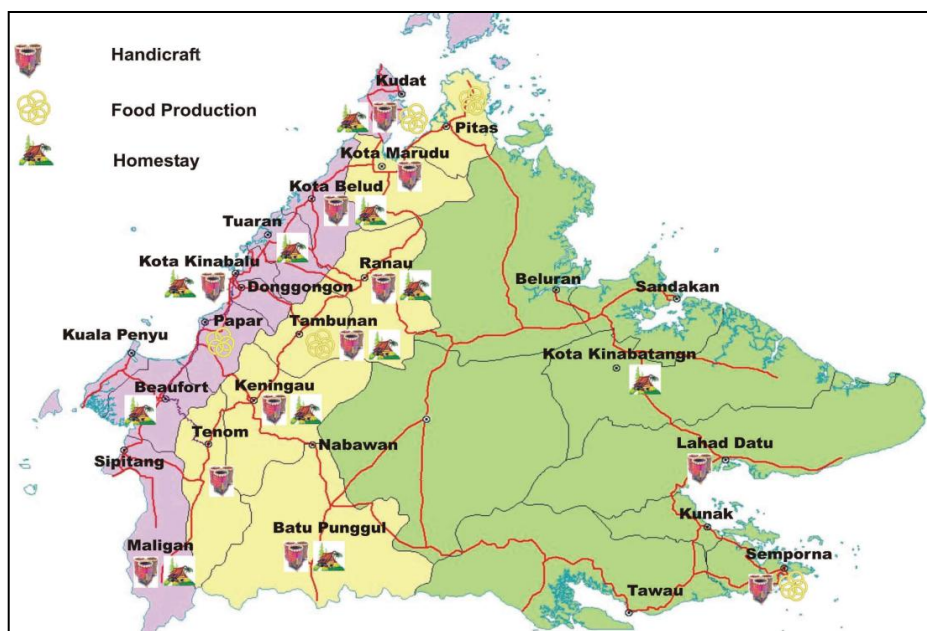 Handicraft
Food Production
Homestay
Kudat
Pitas
Kota Marudu
Kota Belud
Tuaran
Kota Kinabalu
Donggongon
Ranau
Beluran
Sandakan
Papar
Tambunan
Kuala Penyu
Kota Kinabatangn
Beaufort
Keningau
Tenom
Nabawan
Sipitang
Lahad Datu
Kunak
Batu Punggul
Maligan
Semporna
Tawau